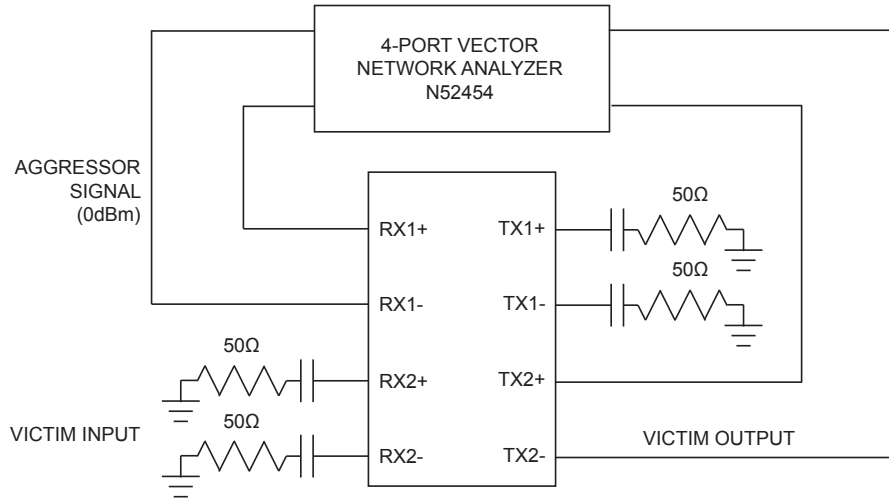 4-PORT VECTOR
NETWORK ANALYZER
N52454
AGGRESSOR
SIGNAL
(0dBm)
50Ω
RX1+
TX1+
50Ω
RX1-
TX1-
50Ω
RX2+
TX2+
50Ω
VICTIM INPUT
VICTIM OUTPUT
RX2-
TX2-